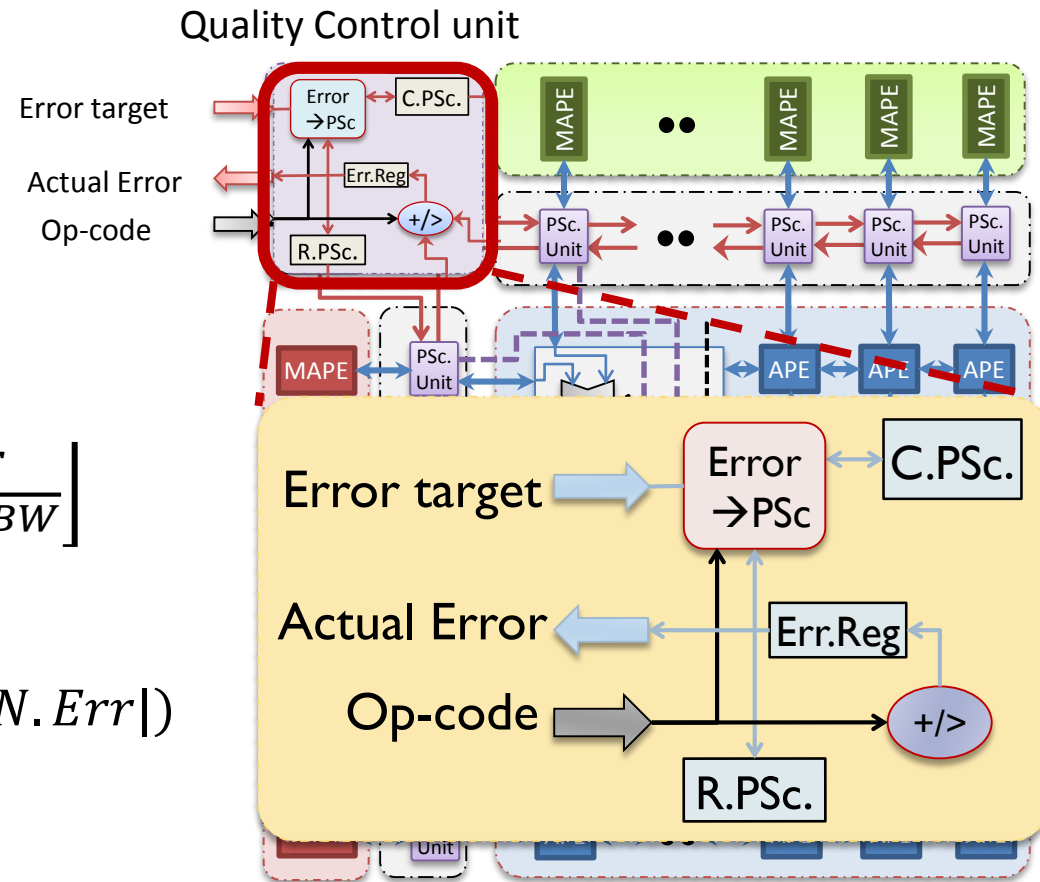 Quality Control unit
Error target
Actual Error
Op-code
Error
→PSc
C.PSc.
Err.Reg
+/>
R.PSc.
MAPE
••
MAPE
MAPE
MAPE
PSc.
Unit
••
PSc.
Unit
PSc.
Unit
PSc.
Unit
MAPE
PSc.
Unit
APE
APE
APE
BW
N.Err|)
Error target
Actual Error
Op-code
Error
→PSc
C.PSc.
Err.Reg
+/>
R.PSc.
Unit